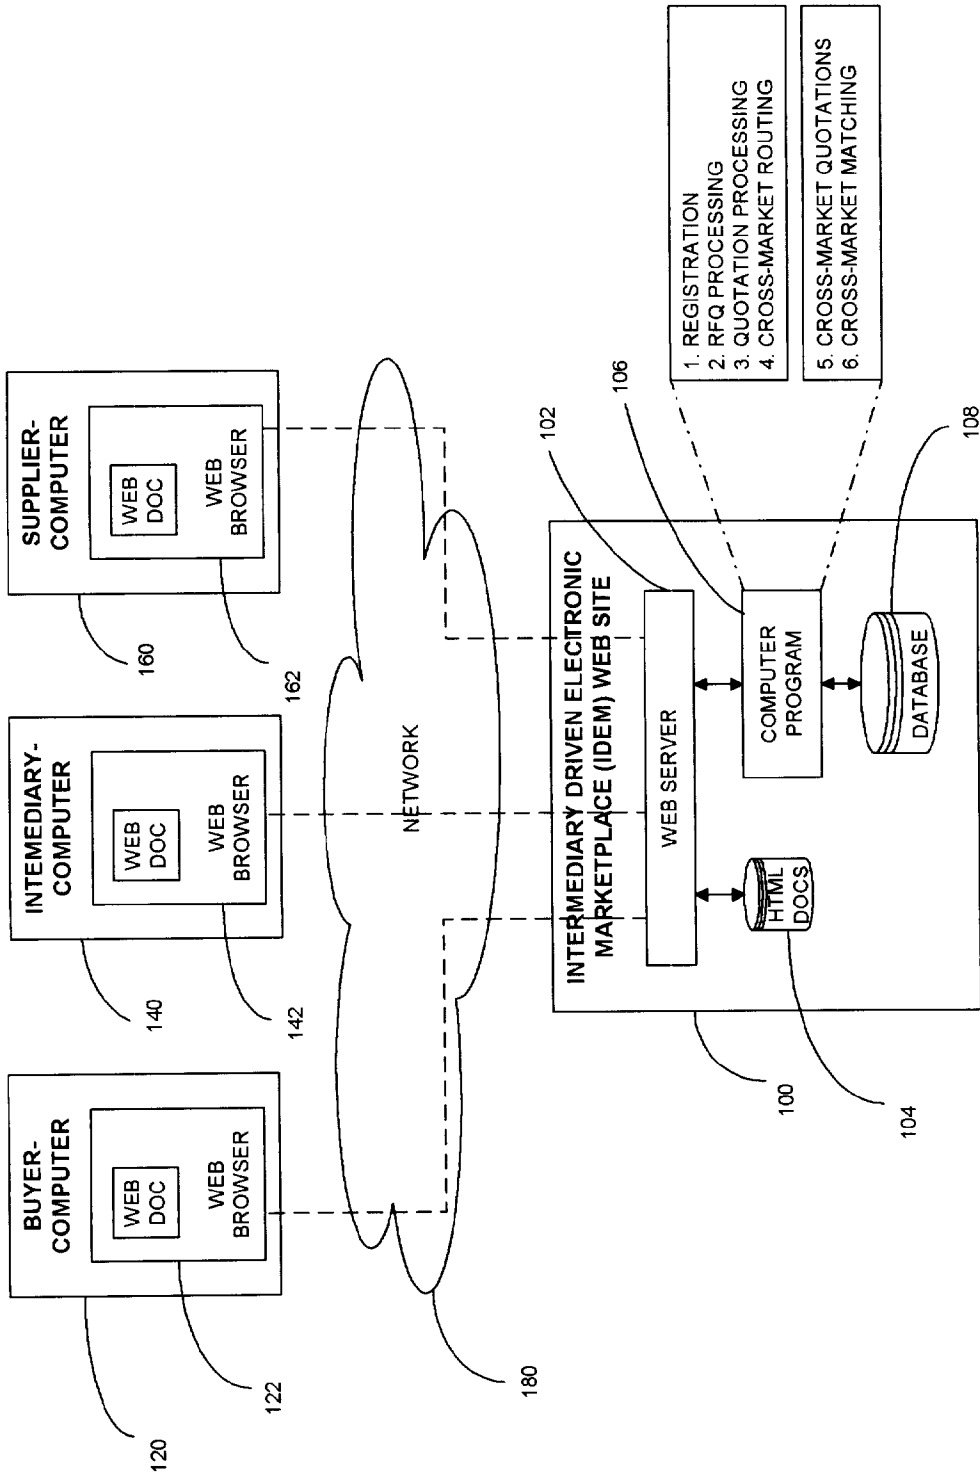 BUYER-
COMPUTER
WEB
DOC
WEB
BROWSER
120
122
INTEMEDIARY-
COMPUTER
WEB
DOC
WEB
BROWSER
140
142
SUPPLIER-
COMPUTER
WEB
DOC
WEB
BROWSER
160
162
NETWORK
180
INTERMEDIARY DRIVEN ELECTRONIC
MARKETPLACE (IDEM) WEB SITE
WEB SERVER
102
HTML
DOCS
COMPUTER
PROGRAM
DATABASE
100
104
106
108
1. REGISTRATION
2. RFQ PROCESSING
3. QUOTATION PROCESSING
4. CROSS-MARKET ROUTING
5. CROSS-MARKET QUOTATIONS
6. CROSS-MARKET MATCHING